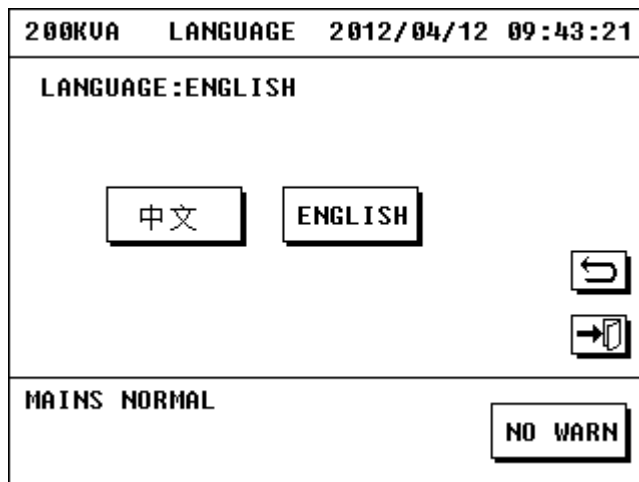 200KVA LANGUAGE 2012/04/12 09:43:21
LANGUAGE:ENGLISH
中文 ENGLISH
MAINS NORMAL
NO WARN